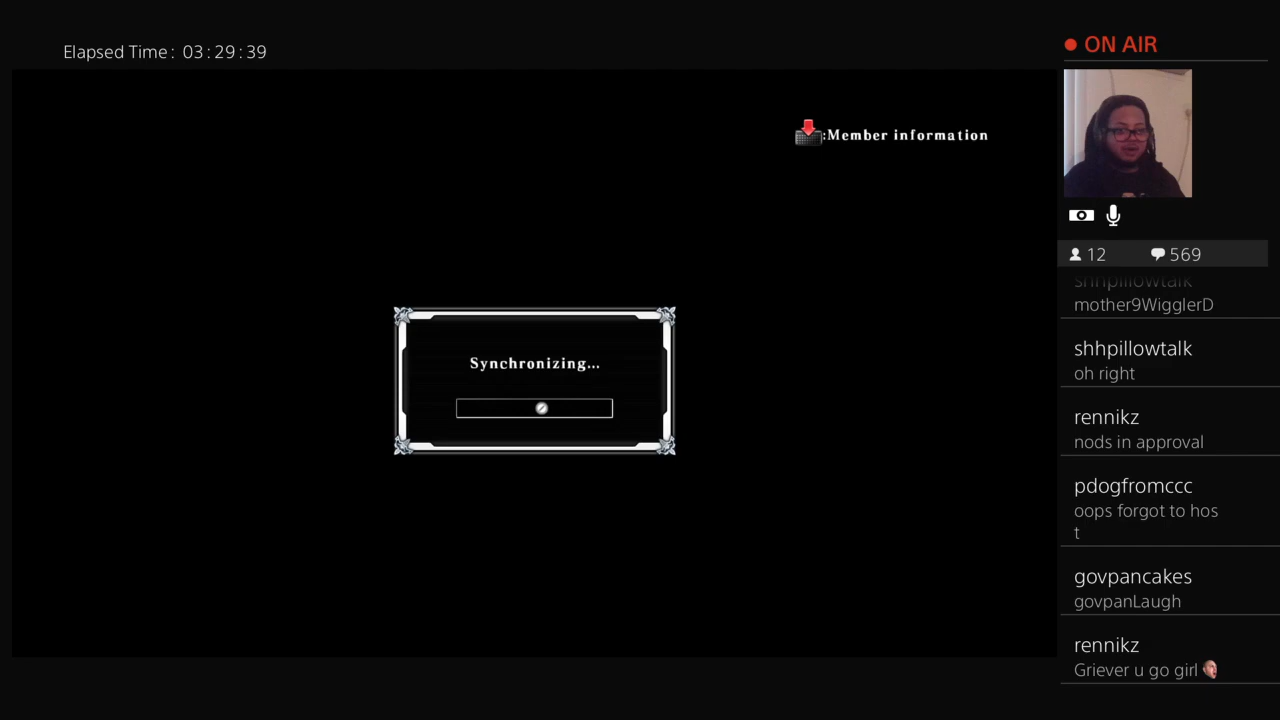 Elapsed Time: 03:29:39
ON AIR
:Member information
Synchronizing...
12 569
shhpillowtalk
mother9WigglerD
shhpillowtalk
oh right
rennikz
nods in approval
pdogfromccc
oops forgot to hos
t
govpancakes
govpanLaugh
rennikz
Griever u go girl